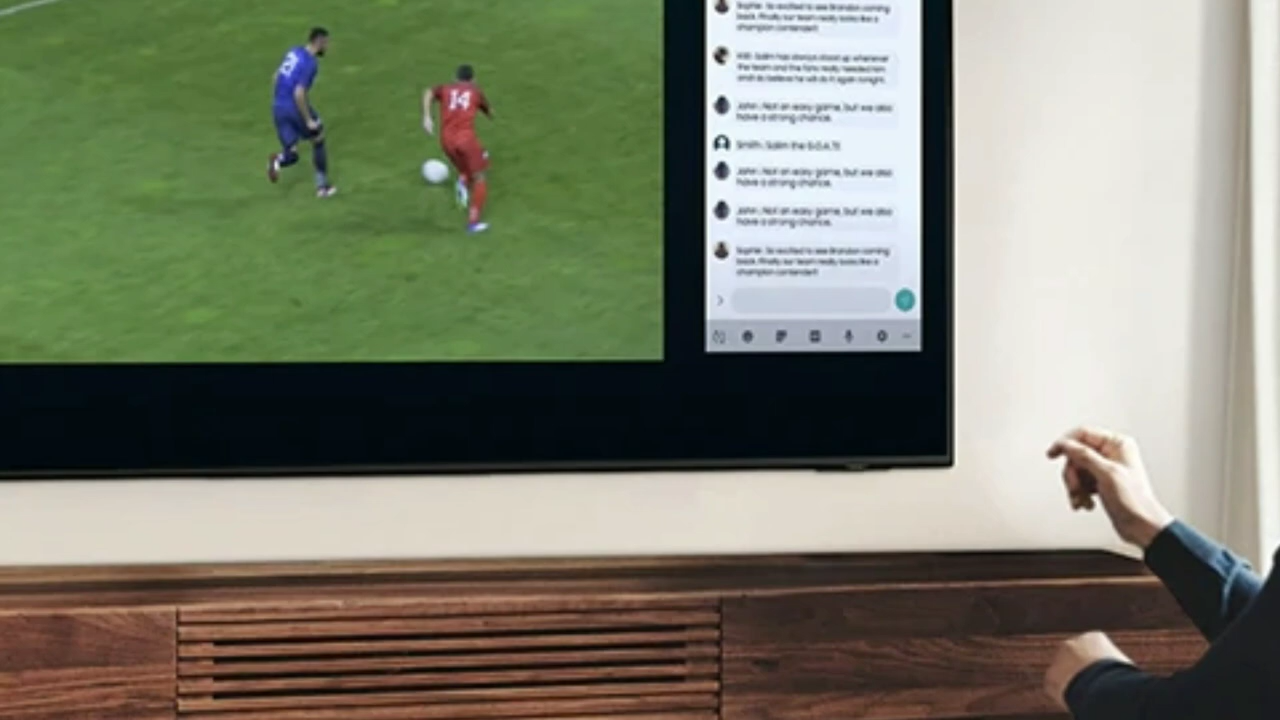 21
14
Sophie: So excited to see Brandon coming
back. Finally our team really looks like a
champion contender!!
Will: Salim has always stood up whenever
the team and the fans really needed him
and do believe he will do it again tonight.
John: Not an easy game, but we also
have a strong chance.
Smith: Salim the G.O.A.T!!
John: Not an easy game, but we also
have a strong chance.
John: Not an easy game, but we also
have a strong chance.
Sophie: So excited to see Brandon coming
back. Finally our team really looks like a
champion contender!!